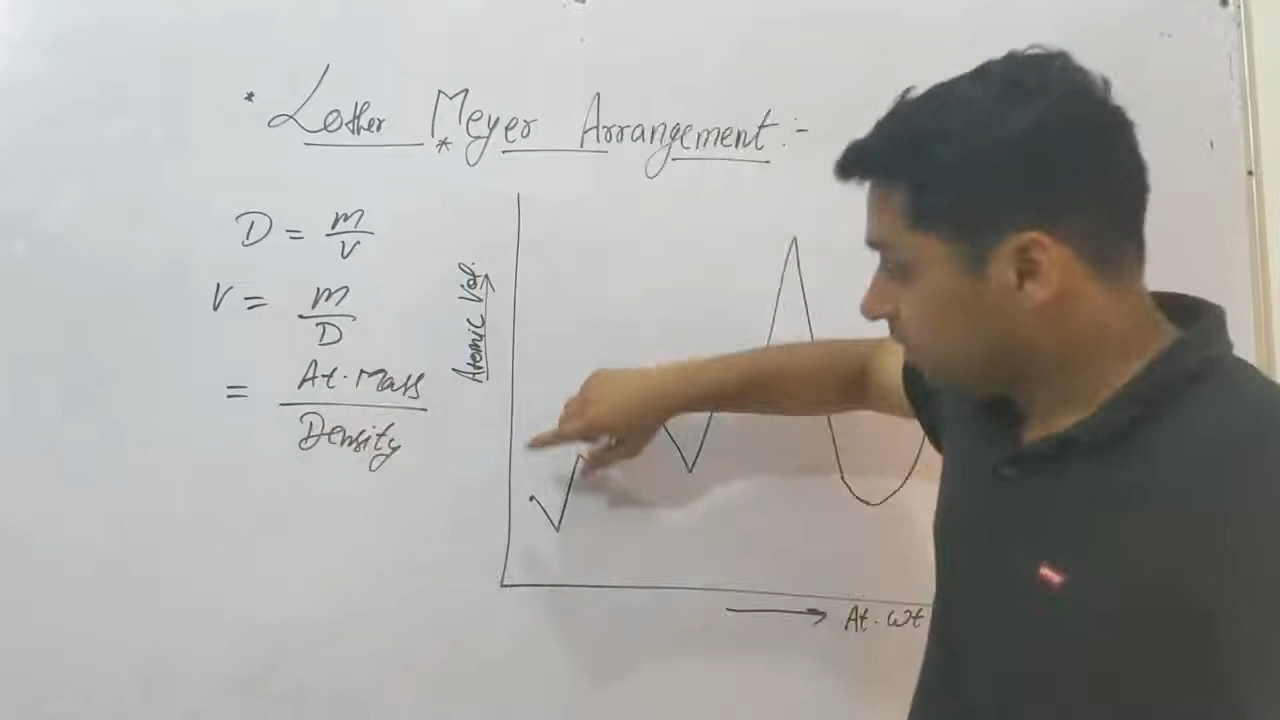 * Lother Meyer Arrangement :-
*
D = m/V
V = m/D
= At. Mass/Density
Atomic Vol.
At. wt